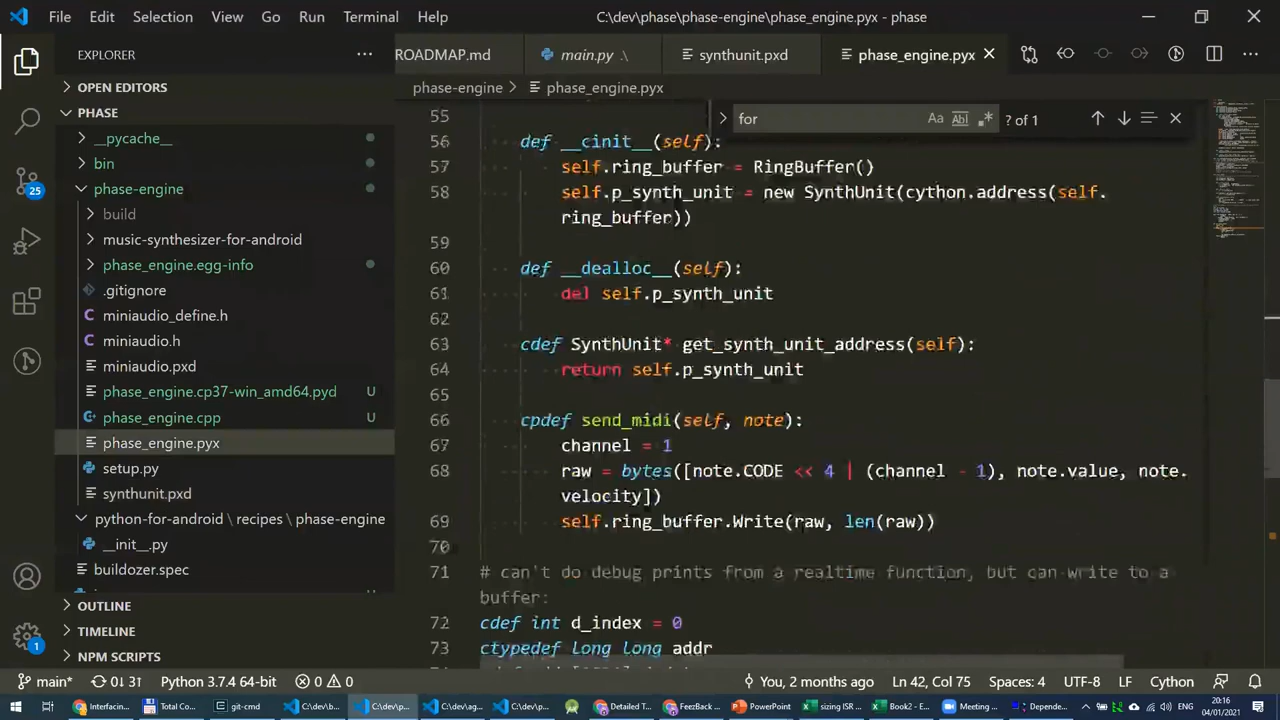 File Edit Selection View Go Run Terminal Help C:\dev\phase\phase-engine\phase_engine.pyx - phase
EXPLORER
ROADMAP.md main.py .\ synthunit.pxd phase_engine.pyx
OPEN EDITORS
PHASE
__pycache__
bin
phase-engine
build
music-synthesizer-for-android
phase_engine.egg-info
.gitignore
miniaudio_define.h
miniaudio.h
miniaudio.pxd
phase_engine.cp37-win_amd64.pyd U
phase_engine.cpp U
phase_engine.pyx
setup.py
synthunit.pxd
python-for-android \ recipes \ phase-engine
__init__.py
buildozer.spec
OUTLINE
TIMELINE
NPM SCRIPTS
25
1
phase-engine > phase_engine.pyx
for Aa Abl .* ? of 1
55
56 def __cinit__(self):
57 self.ring_buffer = RingBuffer()
58 self.p_synth_unit = new SynthUnit(cython.address(self.
ring_buffer))
59
60 def __dealloc__(self):
61 del self.p_synth_unit
62
63 cdef SynthUnit* get_synth_unit_address(self):
64 return self.p_synth_unit
65
66 cpdef send_midi(self, note):
67 channel = 1
68 raw = bytes([note.CODE << 4 | (channel - 1), note.value, note.
velocity])
69 self.ring_buffer.Write(raw, len(raw))
70
71 # can't do debug prints from a realtime function, but can write to a
buffer:
72 cdef int d_index = 0
73 ctypedef long long addr
main* 0↓ 31↑ Python 3.7.4 64-bit 0 0 You, 2 months ago Ln 42, Col 75 Spaces: 4 UTF-8 LF Cython
Interfacin... Total Co... git-cmd C:\dev\b... C:\dev\p... C:\dev\ag... C:\dev\p... Detailed T... FeeBack ... PowerPoint sizing ISR ... Book2 - E... Meeting ... Depend... 20:16
04/01/2021